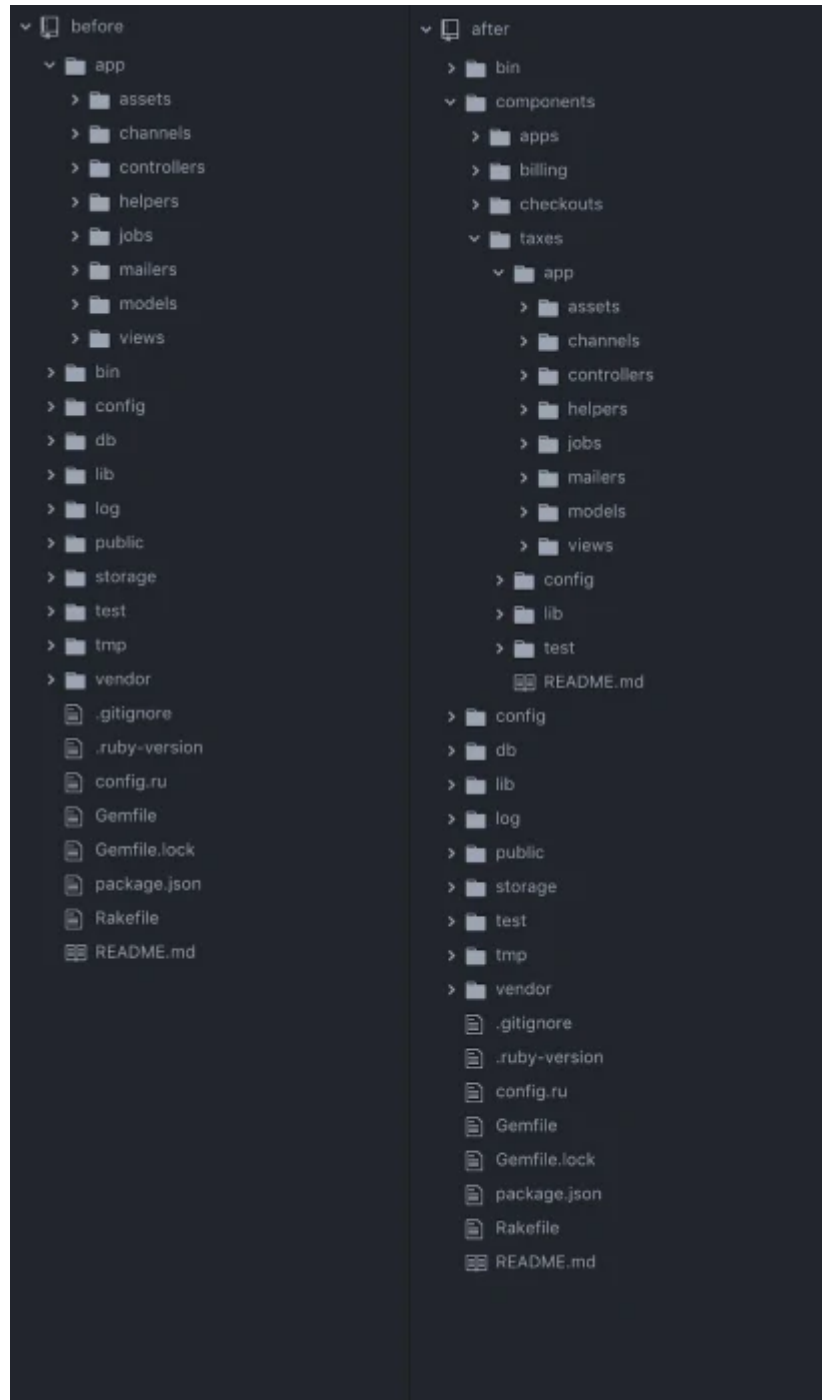 before
app
assets
channels
controllers
helpers
jobs
mailers
models
views
bin
config
db
lib
log
public
storage
test
tmp
vendor
.gitignore
.ruby-version
config.ru
Gemfile
Gemfile.lock
package.json
Rakefile
README.md
after
bin
components
apps
billing
checkouts
taxes
app
assets
channels
controllers
helpers
jobs
mailers
models
views
config
lib
test
README.md
config
db
lib
log
public
storage
test
tmp
vendor
.gitignore
.ruby-version
config.ru
Gemfile
Gemfile.lock
package.json
Rakefile
README.md